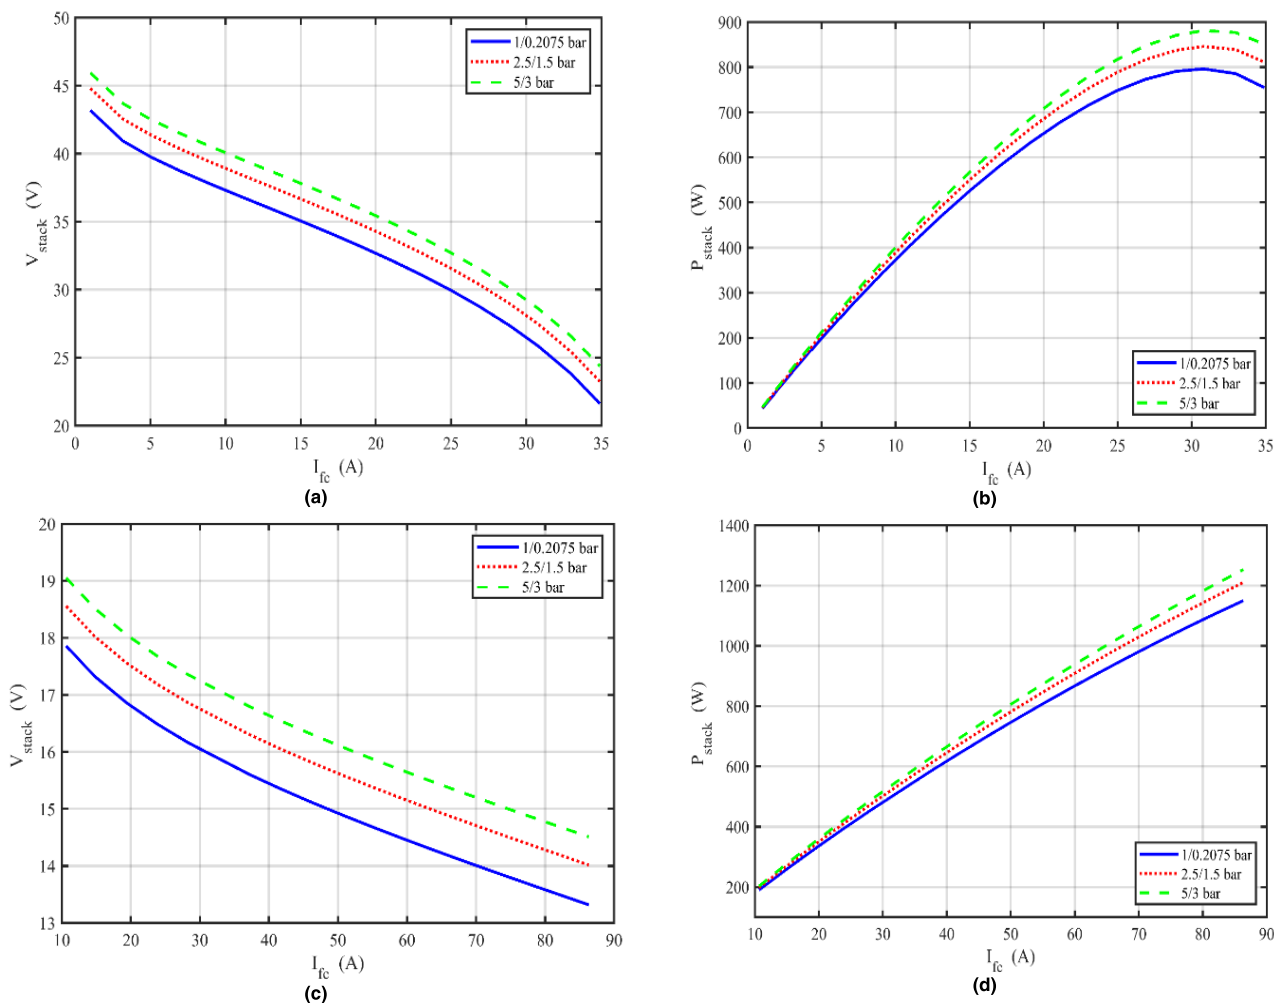 50
45
40
35
30
25
20
0 5 10 15 20 25 30 35
V_stack (V)
I_fc (A)
1/0.2075 bar
2.5/1.5 bar
5/3 bar
(a)
900
800
700
600
500
400
300
200
100
0
0 5 10 15 20 25 30 35
P_stack (W)
I_fc (A)
1/0.2075 bar
2.5/1.5 bar
5/3 bar
(b)
20
19
18
17
16
15
14
13
10 20 30 40 50 60 70 80 90
V_stack (V)
I_fc (A)
1/0.2075 bar
2.5/1.5 bar
5/3 bar
(c)
1400
1200
1000
800
600
400
200
10 20 30 40 50 60 70 80 90
P_stack (W)
I_fc (A)
1/0.2075 bar
2.5/1.5 bar
5/3 bar
(d)